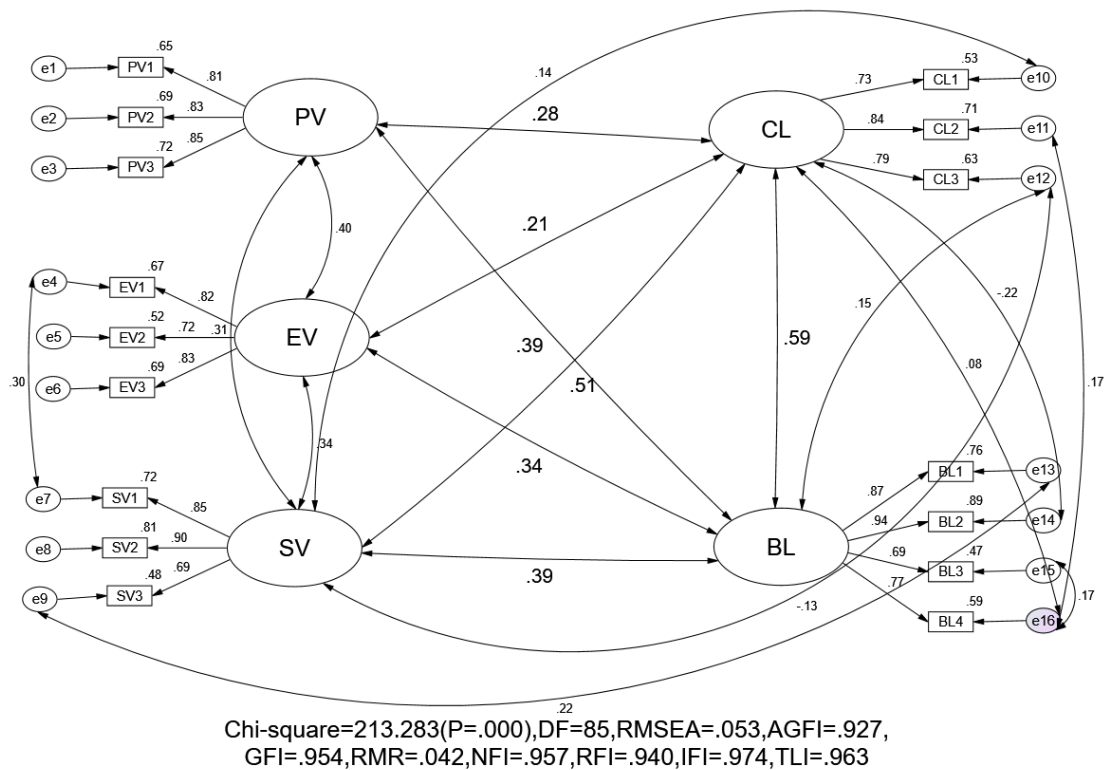 .65
e1 PV1 .81
.69
e2 PV2 .83
.72 .85
e3 PV3
PV
.14
.28
CL
.53
.73 CL1 e10
.71
.84 CL2 e11
.79 .63
CL3 e12
.40
.21
.67
e4 EV1 .82
.52
e5 EV2 .72 .31
.69 .83
e6 EV3
EV
.30
.39
.51
.59
.15
-.22
.08
.17
.34
.34
.72
e7 SV1 .85
.81
e8 SV2 .90
.48 .69
e9 SV3
SV
.39
BL
.76
.87 BL1 e13
.89
.94 BL2 e14
.69 .47
BL3 e15
.77 .59
BL4 e16
.17
-.13
.22
Chi-square=213.283(P=.000),DF=85,RMSEA=.053,AGFI=.927,
GFI=.954,RMR=.042,NFI=.957,RFI=.940,IFI=.974,TLI=.963